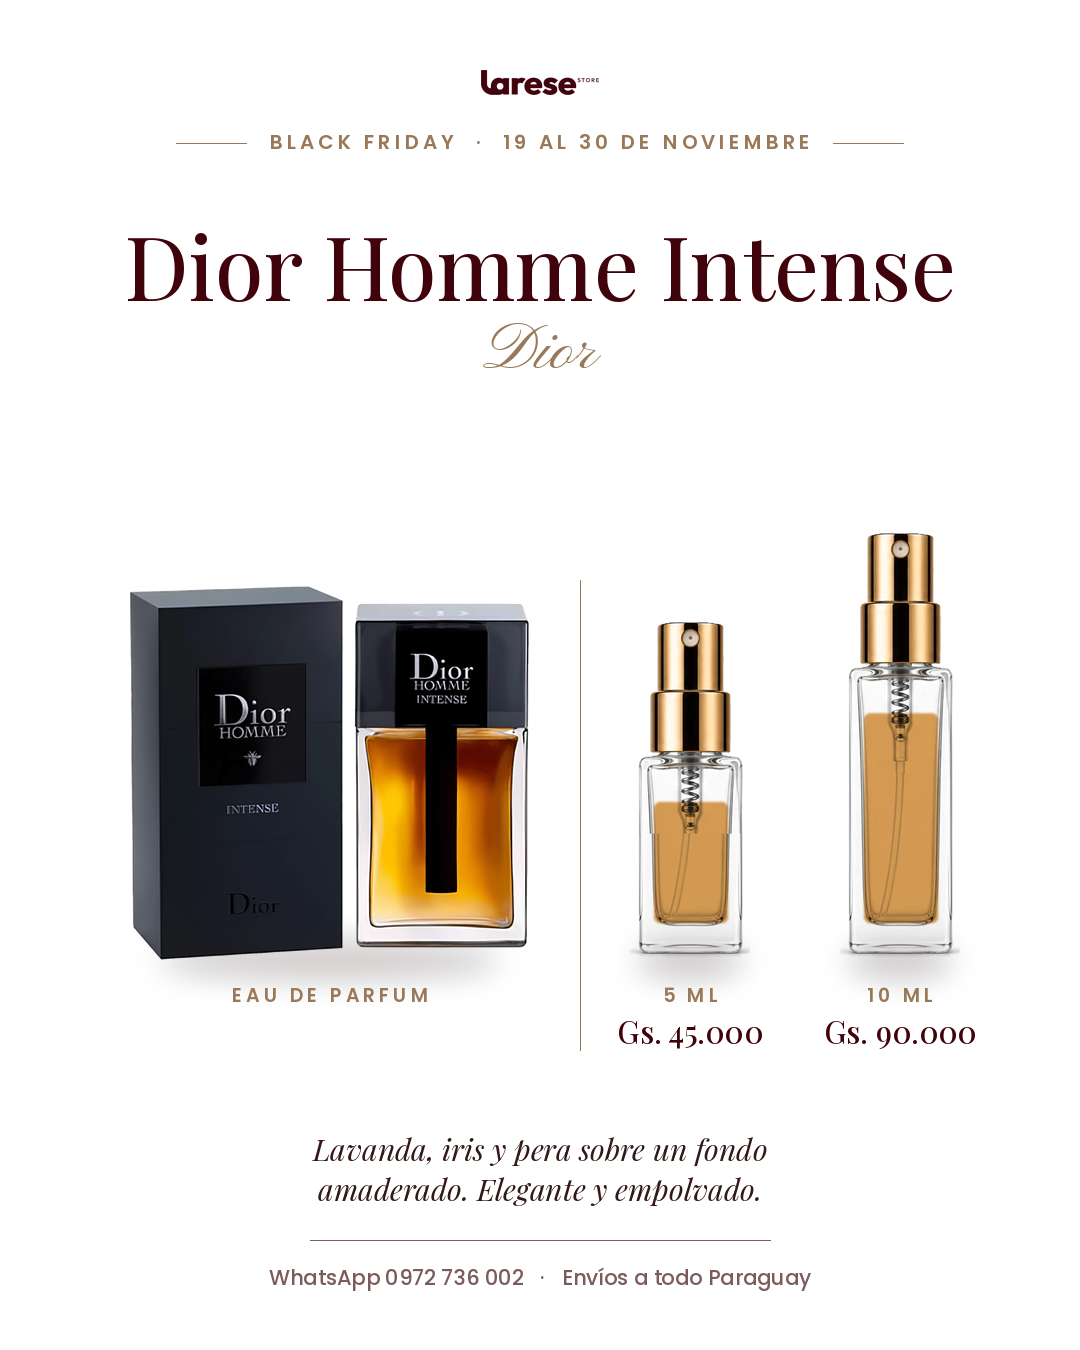 larese STORE
BLACK FRIDAY · 19 AL 30 DE NOVIEMBRE
Dior Homme Intense
Dior
Dior
HOMME
INTENSE
Dior
Dior
HOMME
INTENSE
EAU DE PARFUM
5 ML
Gs. 45.000
10 ML
Gs. 90.000
Lavanda, iris y pera sobre un fondo
amaderado. Elegante y empolvado.
WhatsApp 0972 736 002 · Envíos a todo Paraguay